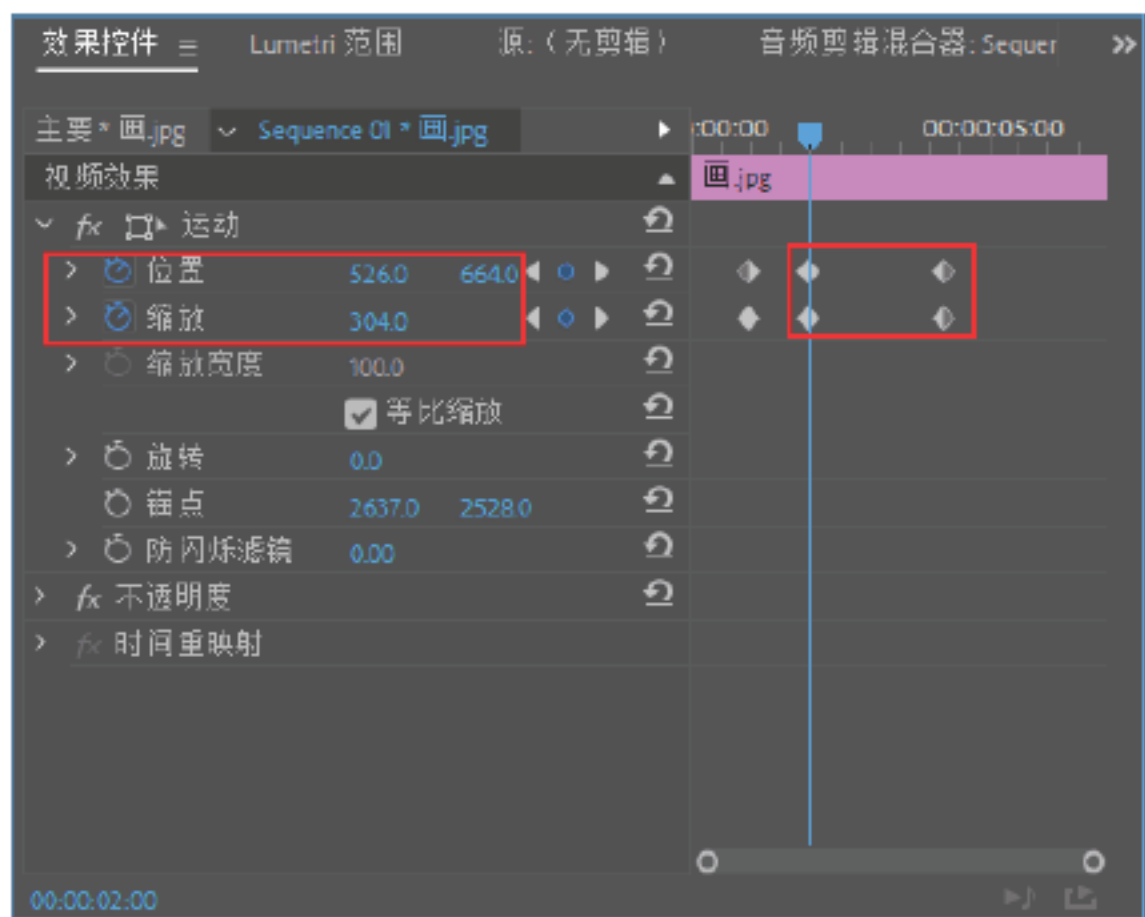 效果控件 Lumetri 范围 源:（无剪辑） 音频剪辑混合器: Sequer
主要 * 画.jpg Sequence 01 * 画.jpg :00:00 00:00:05:00
视频效果 画.jpg
fx 运动
位置 526.0 664.0
缩放 304.0
缩放宽度 100.0
等比缩放
旋转 0.0
锚点 2637.0 2528.0
防闪烁滤镜 0.00
fx 不透明度
fx 时间重映射
00:00:02:00